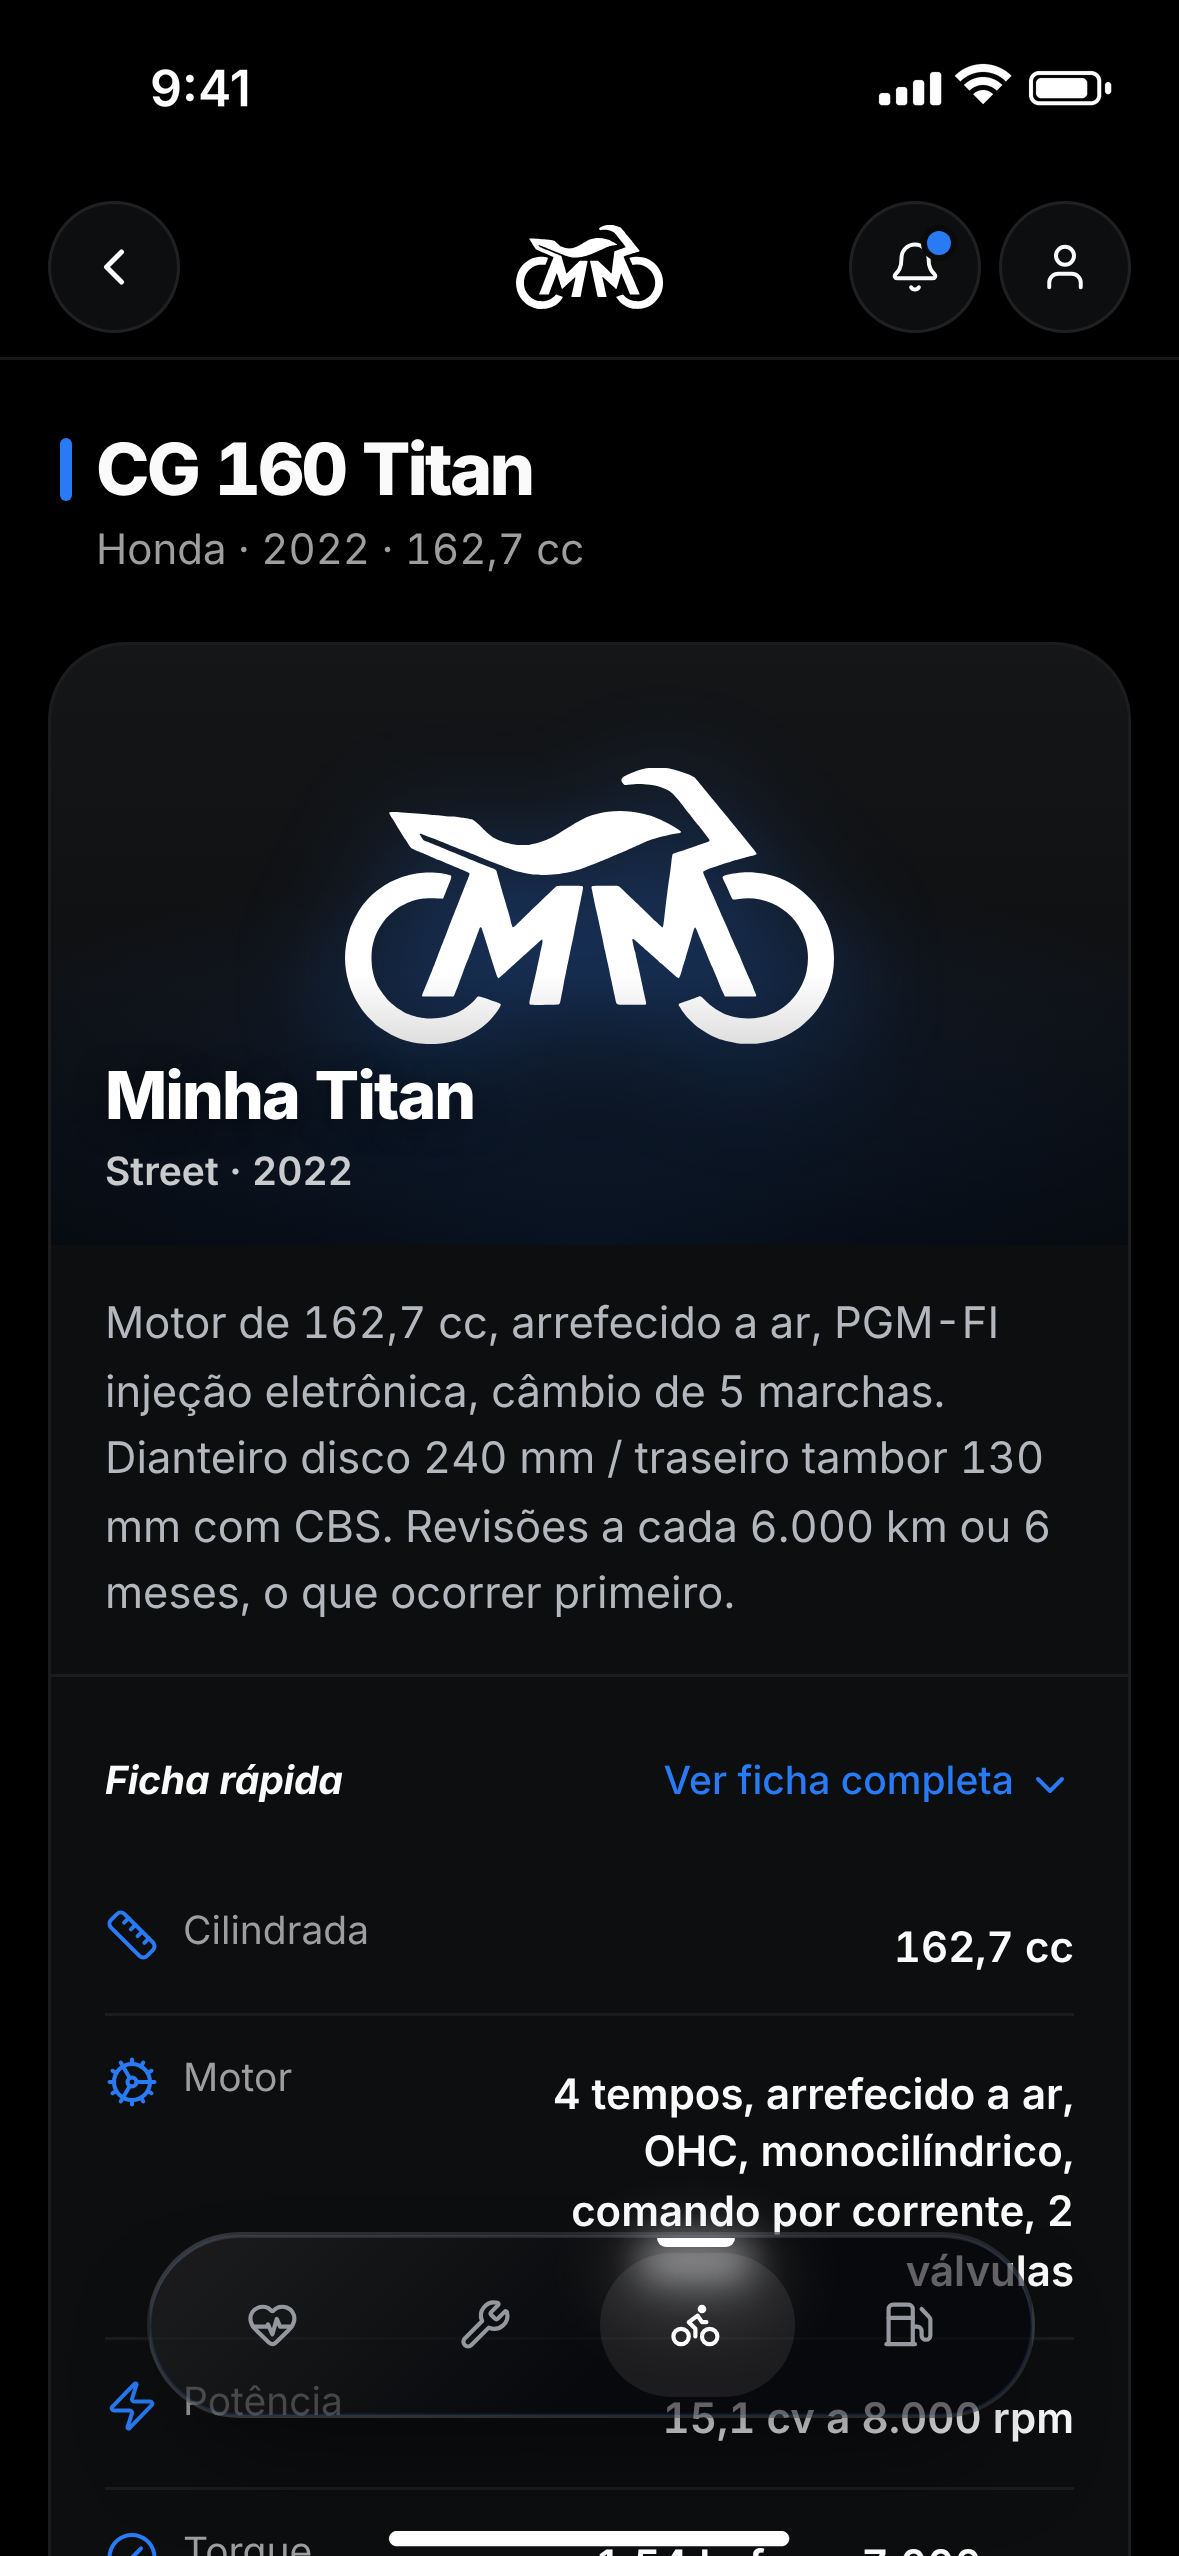 9:41
MM
CG 160 Titan
Honda · 2022 · 162,7 cc
MM
Minha Titan
Street · 2022
Motor de 162,7 cc, arrefecido a ar, PGM-FI
injeção eletrônica, câmbio de 5 marchas.
Dianteiro disco 240 mm / traseiro tambor 130
mm com CBS. Revisões a cada 6.000 km ou 6
meses, o que ocorrer primeiro.
Ficha rápida
Ver ficha completa
Cilindrada
162,7 cc
Motor
4 tempos, arrefecido a ar,
OHC, monocilíndrico,
comando por corrente, 2
válvulas
Potência
15,1 cv a 8.000 rpm
Torque